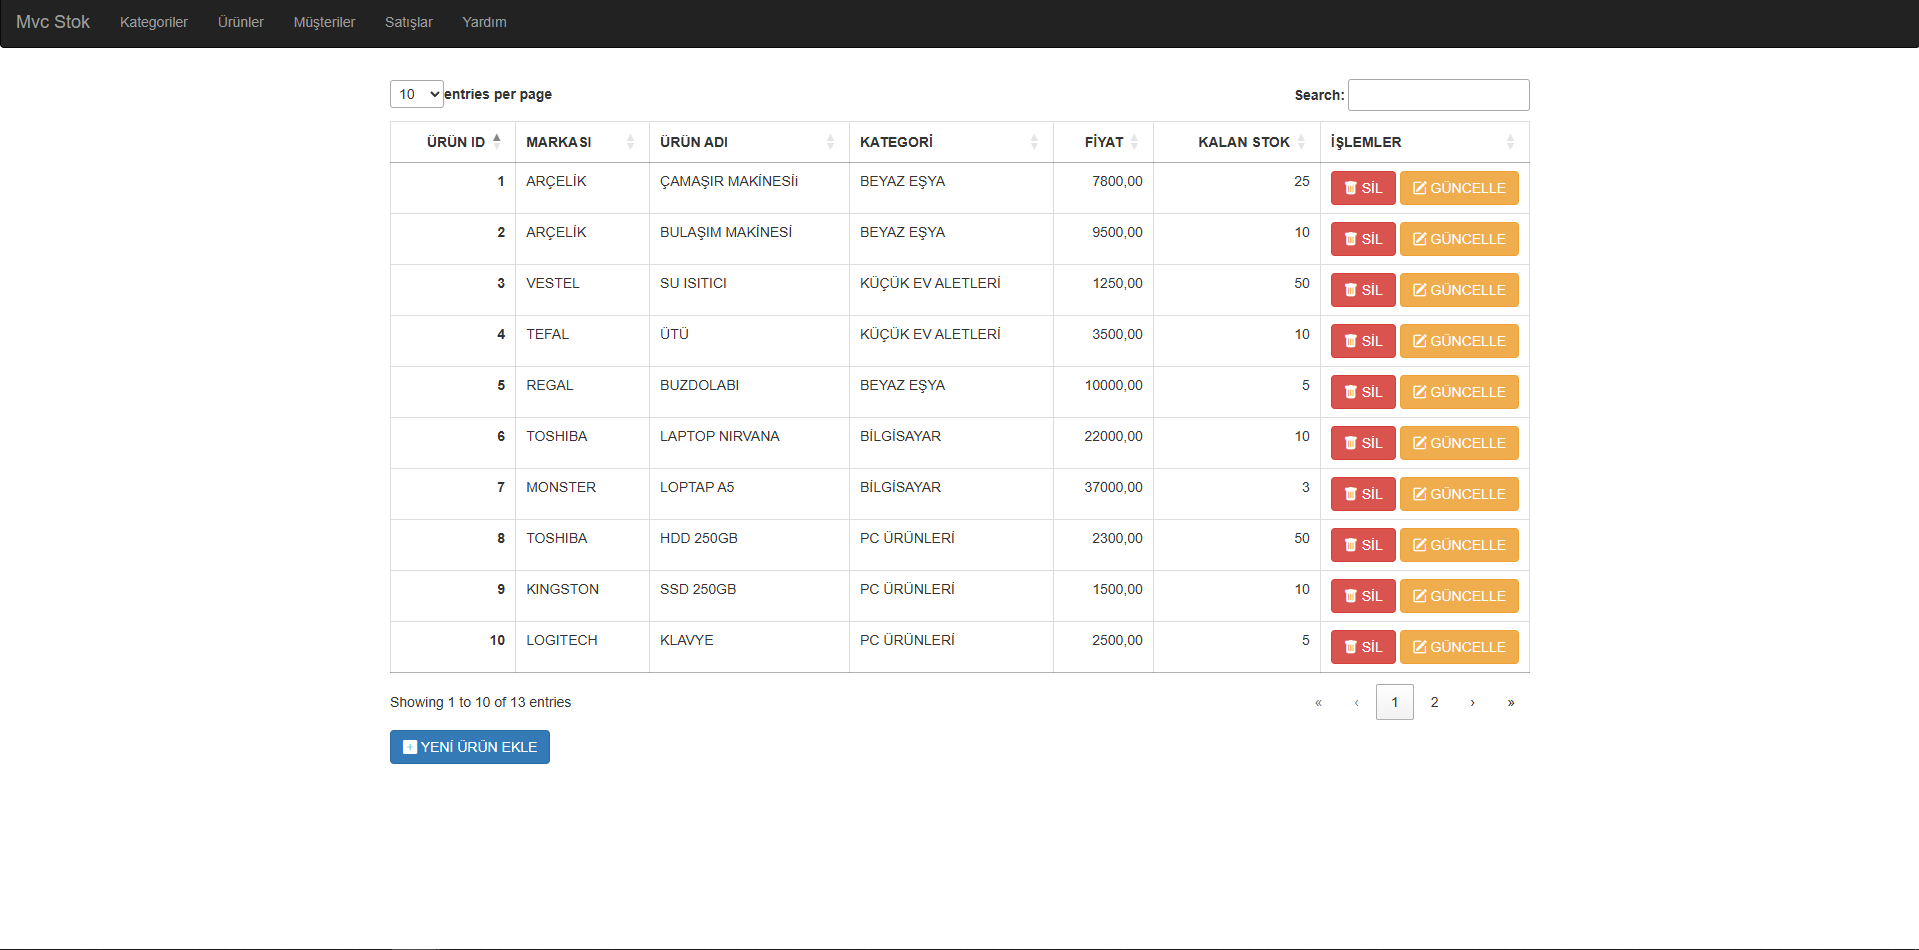 Mvc Stok Kategoriler Ürünler Müşteriler Satışlar Yardım
10 entries per page Search:
ÜRÜN ID MARKASI ÜRÜN ADI KATEGORİ FİYAT KALAN STOK İŞLEMLER
1 ARÇELİK ÇAMAŞIR MAKİNESİi BEYAZ EŞYA 7800,00 25 SİL GÜNCELLE
2 ARÇELİK BULAŞIM MAKİNESİ BEYAZ EŞYA 9500,00 10 SİL GÜNCELLE
3 VESTEL SU ISITICI KÜÇÜK EV ALETLERİ 1250,00 50 SİL GÜNCELLE
4 TEFAL ÜTÜ KÜÇÜK EV ALETLERİ 3500,00 10 SİL GÜNCELLE
5 REGAL BUZDOLABI BEYAZ EŞYA 10000,00 5 SİL GÜNCELLE
6 TOSHIBA LAPTOP NIRVANA BİLGİSAYAR 22000,00 10 SİL GÜNCELLE
7 MONSTER LOPTAP A5 BİLGİSAYAR 37000,00 3 SİL GÜNCELLE
8 TOSHIBA HDD 250GB PC ÜRÜNLERİ 2300,00 50 SİL GÜNCELLE
9 KINGSTON SSD 250GB PC ÜRÜNLERİ 1500,00 10 SİL GÜNCELLE
10 LOGITECH KLAVYE PC ÜRÜNLERİ 2500,00 5 SİL GÜNCELLE
Showing 1 to 10 of 13 entries « ‹ 1 2 › »
YENİ ÜRÜN EKLE